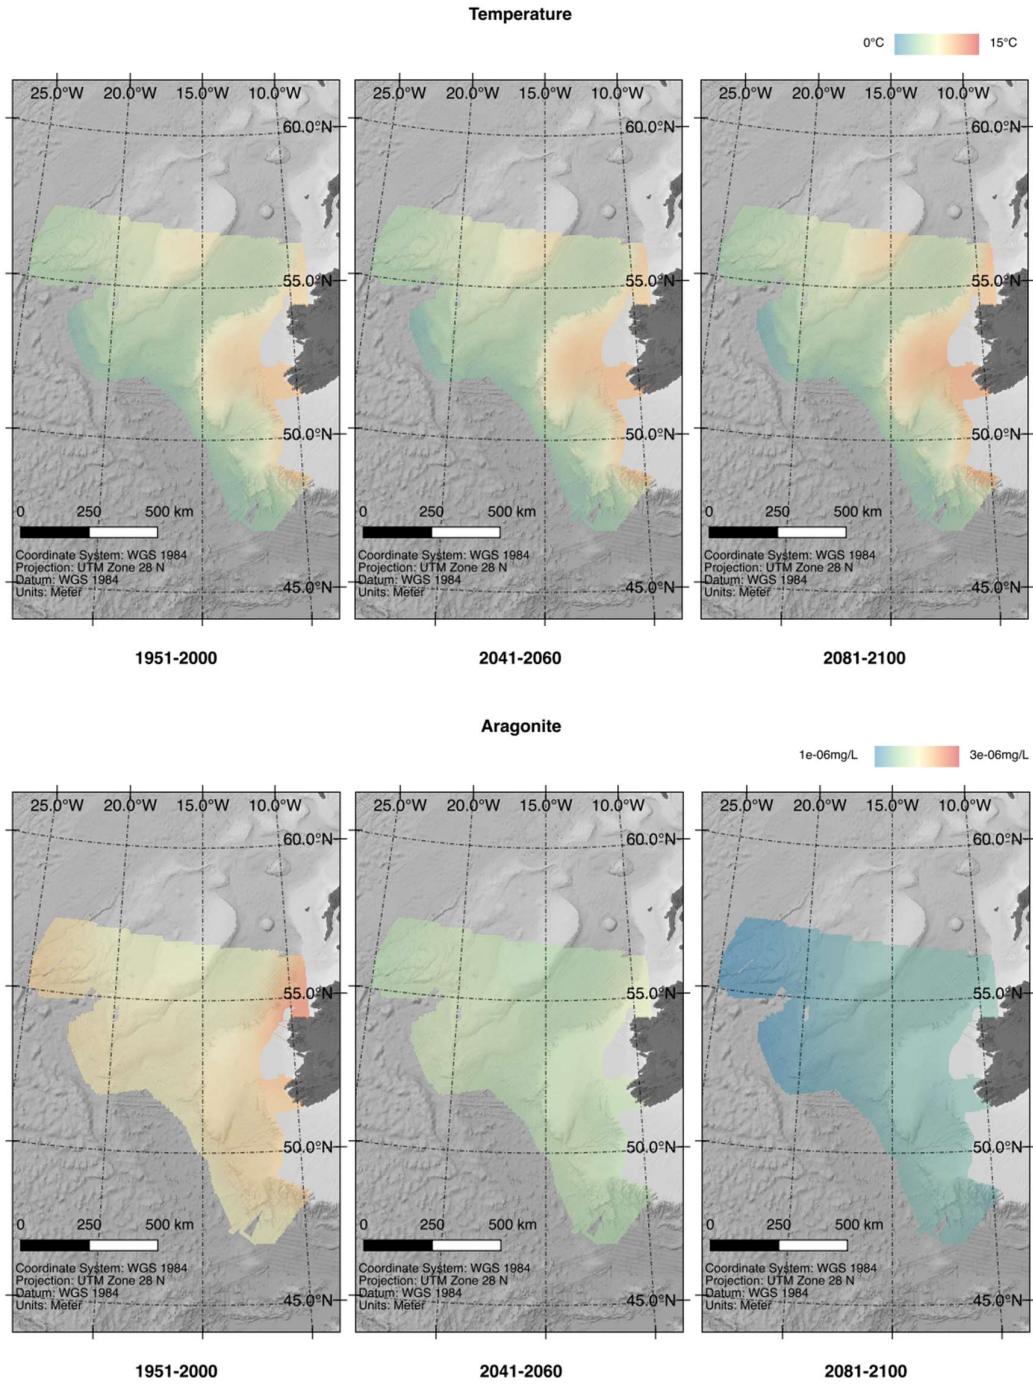 Temperature
0°C 15°C
25.0°W 20.0°W 15.0°W 10.0°W 25.0°W 20.0°W 15.0°W 10.0°W 25.0°W 20.0°W 15.0°W 10.0°W
60.0°N 60.0°N 60.0°N
55.0°N 55.0°N 55.0°N
50.0°N 50.0°N 50.0°N
0 250 500 km 0 250 500 km 0 250 500 km
Coordinate System: WGS 1984 Coordinate System: WGS 1984 Coordinate System: WGS 1984
Projection: UTM Zone 28 N Projection: UTM Zone 28 N Projection: UTM Zone 28 N
Datum: WGS 1984 Datum: WGS 1984 Datum: WGS 1984
Units: Meter 45.0°N Units: Meter 45.0°N Units: Meter 45.0°N
1951-2000 2041-2060 2081-2100
Aragonite
1e-06mg/L 3e-06mg/L
25.0°W 20.0°W 15.0°W 10.0°W 25.0°W 20.0°W 15.0°W 10.0°W 25.0°W 20.0°W 15.0°W 10.0°W
60.0°N 60.0°N 60.0°N
55.0°N 55.0°N 55.0°N
50.0°N 50.0°N 50.0°N
0 250 500 km 0 250 500 km 0 250 500 km
Coordinate System: WGS 1984 Coordinate System: WGS 1984 Coordinate System: WGS 1984
Projection: UTM Zone 28 N Projection: UTM Zone 28 N Projection: UTM Zone 28 N
Datum: WGS 1984 Datum: WGS 1984 Datum: WGS 1984
Units: Meter 45.0°N Units: Meter 45.0°N Units: Meter 45.0°N
1951-2000 2041-2060 2081-2100